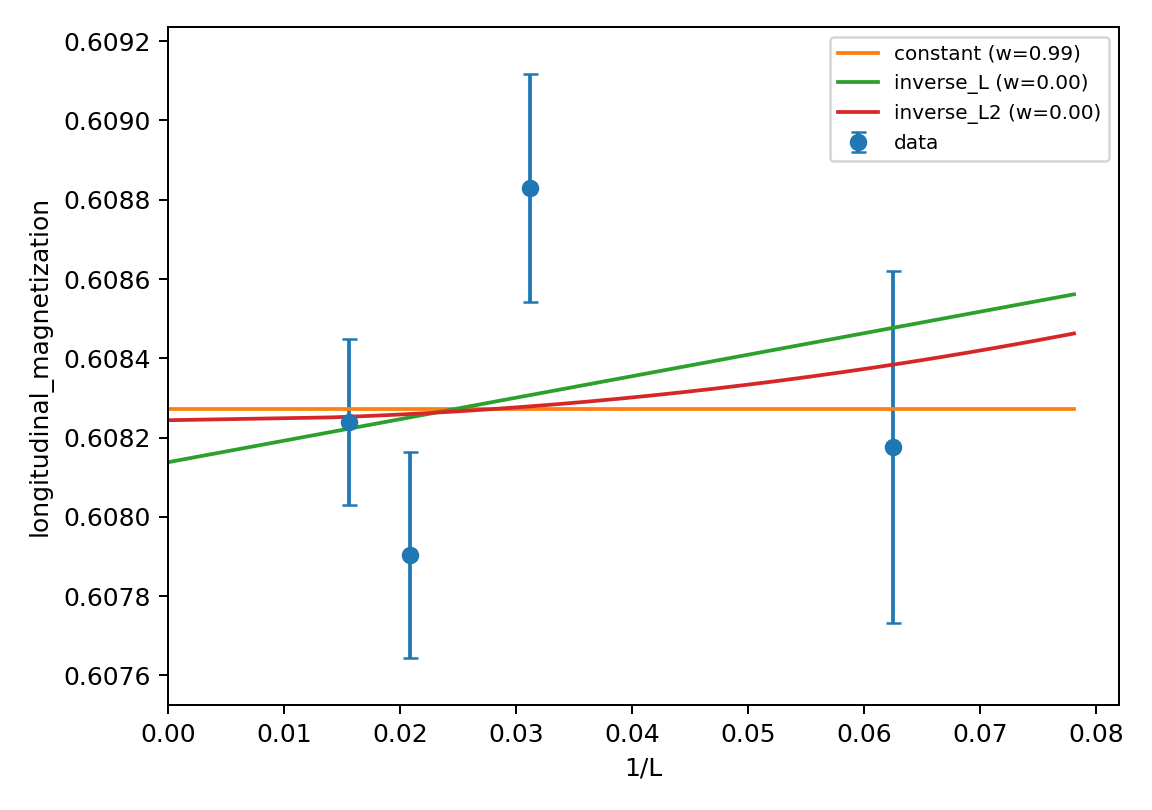 0.6092
0.6090
0.6088
0.6086
0.6084
0.6082
0.6080
0.6078
0.6076
longitudinal_magnetization
0.00 0.01 0.02 0.03 0.04 0.05 0.06 0.07 0.08
1/L
constant (w=0.99)
inverse_L (w=0.00)
inverse_L2 (w=0.00)
data